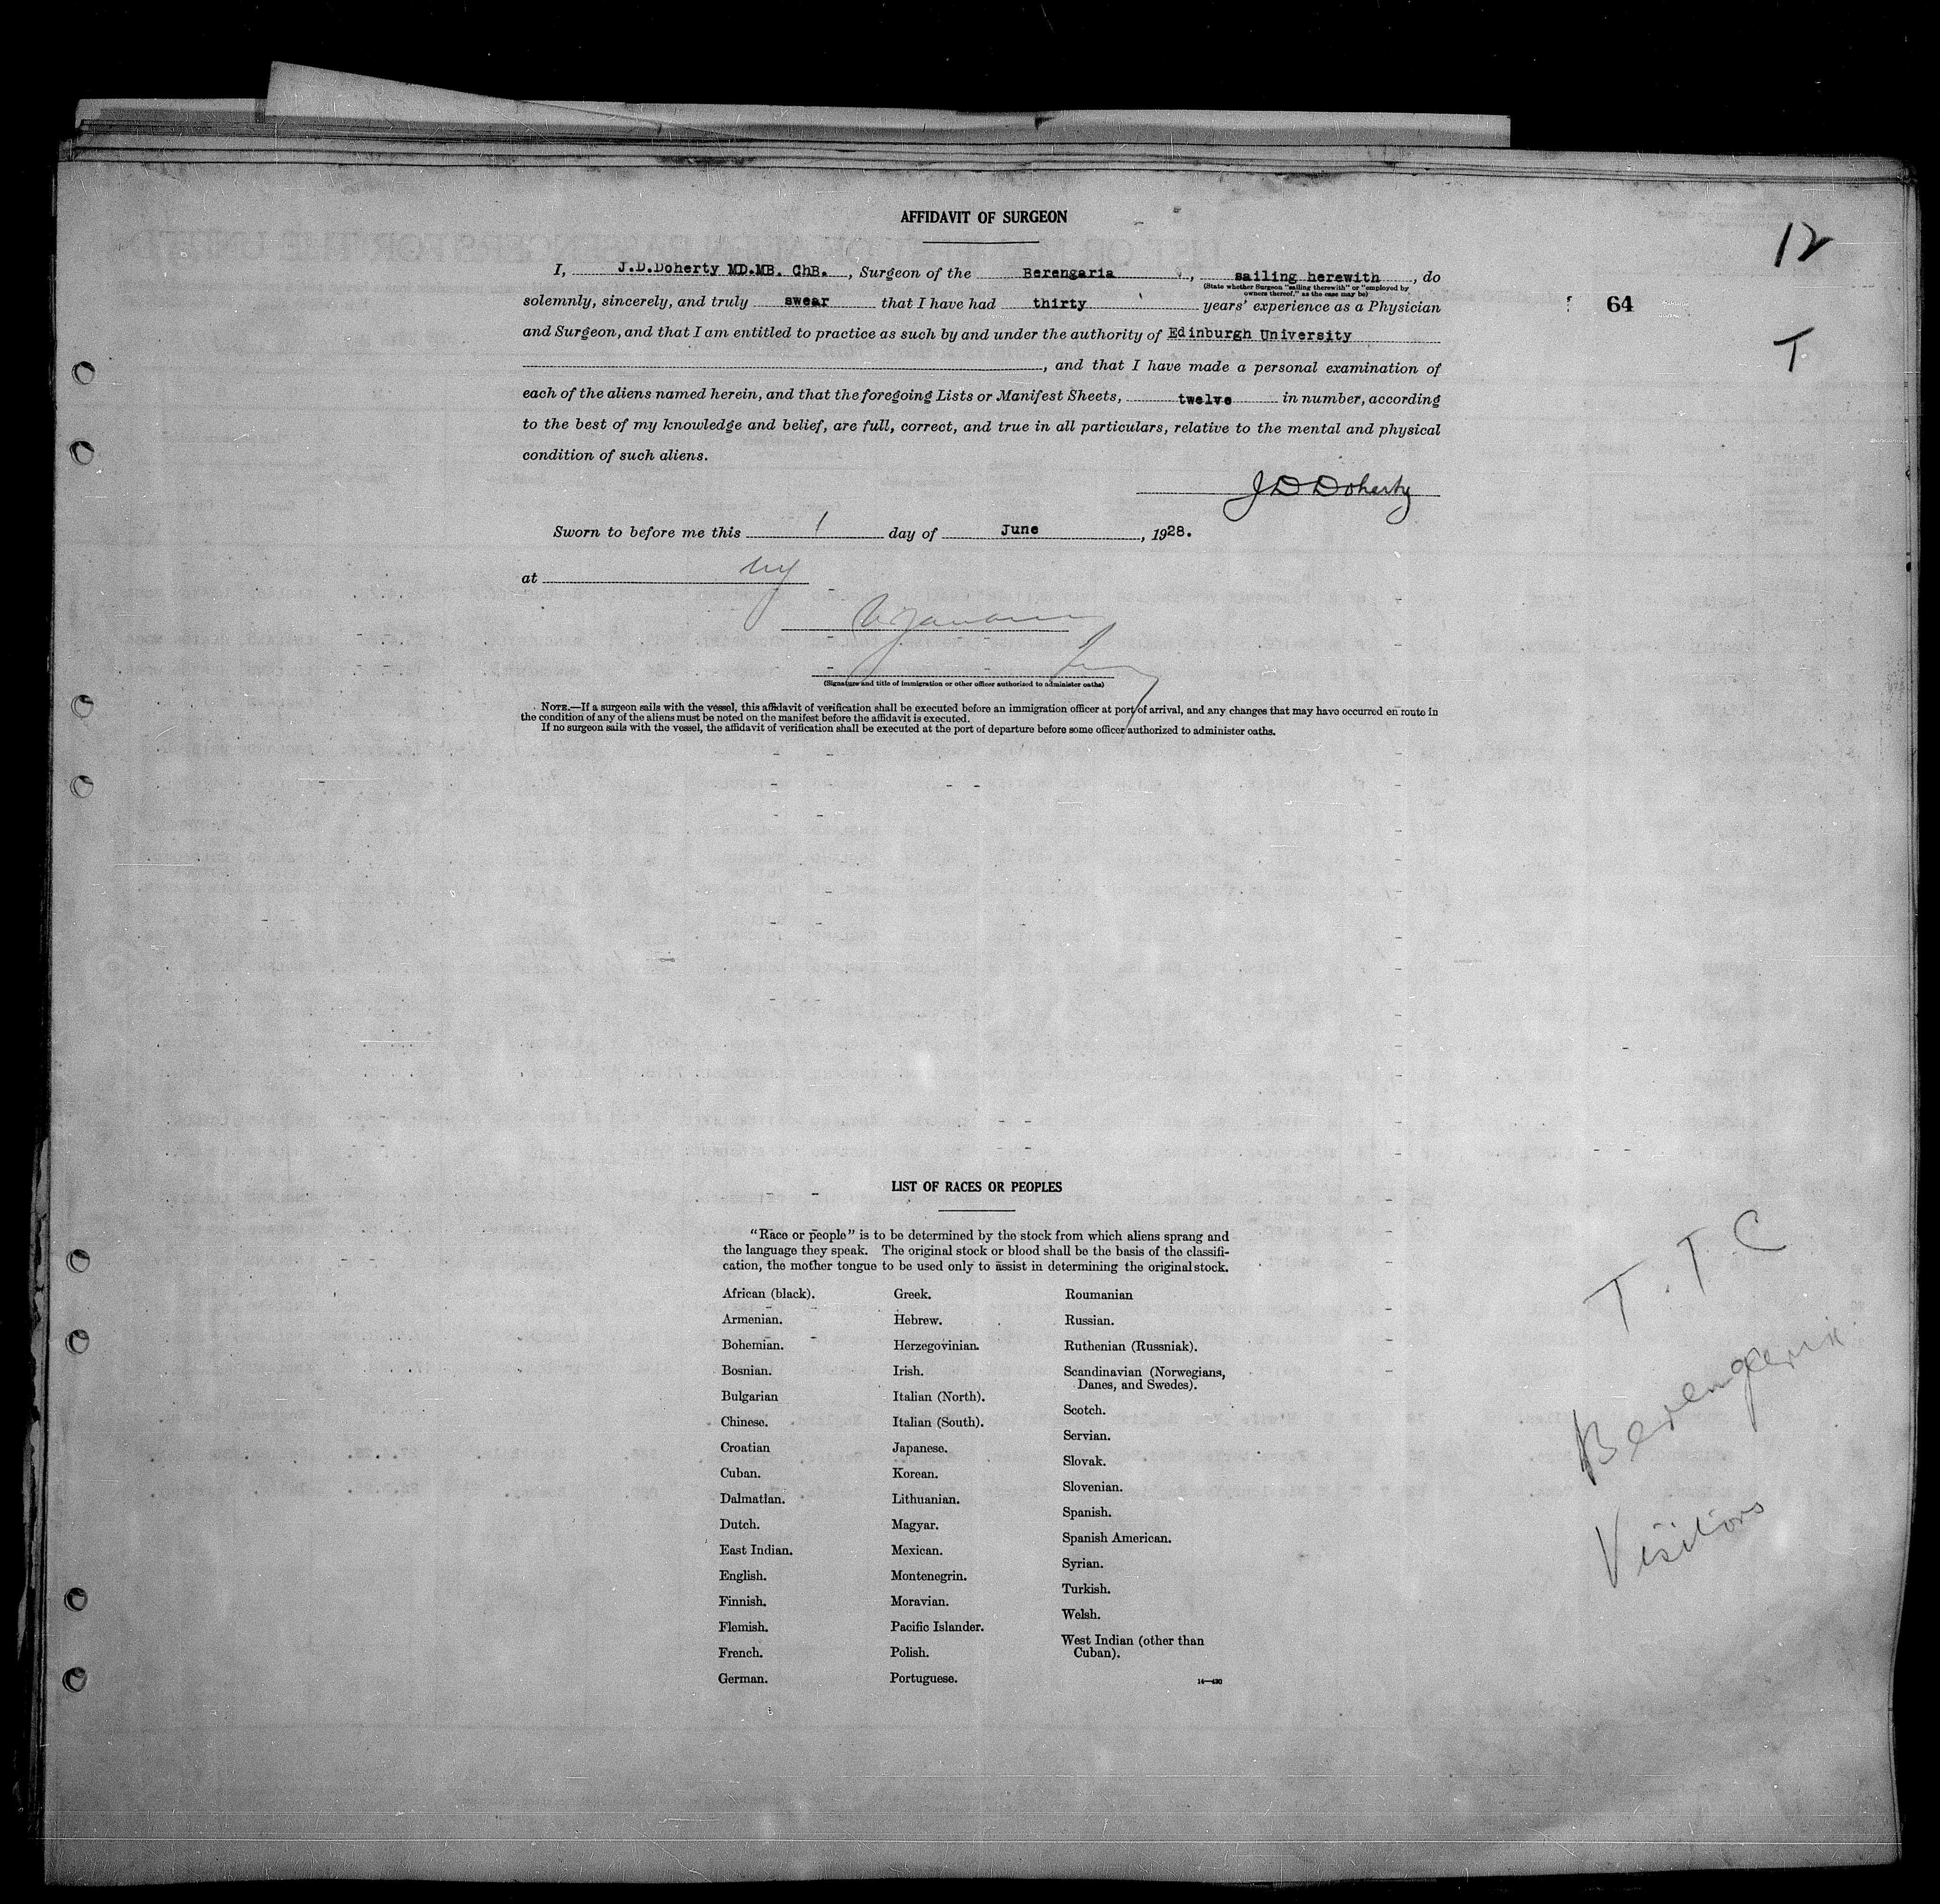 AFFIDAVIT OF SURGEON
12
I, J.D.Doherty MD.MB. ChB. , Surgeon of the Berengaria , sailing herewith , do
(State whether Surgeon "sailing therewith" or "employed by
owners thereof," as the case may be)
solemnly, sincerely, and truly swear that I have had thirty years' experience as a Physician
64
and Surgeon, and that I am entitled to practice as such by and under the authority of Edinburgh University
T
, and that I have made a personal examination of
each of the aliens named herein, and that the foregoing Lists or Manifest Sheets, twelve in number, according
to the best of my knowledge and belief, are full, correct, and true in all particulars, relative to the mental and physical
condition of such aliens.
J D Doherty
Sworn to before me this 1 day of June , 1928.
at NY
(Signature and title of immigration or other officer authorized to administer oaths)
NOTE.—If a surgeon sails with the vessel, this affidavit of verification shall be executed before an immigration officer at port of arrival, and any changes that may have occurred en route in
the condition of any of the aliens must be noted on the manifest before the affidavit is executed.
If no surgeon sails with the vessel, the affidavit of verification shall be executed at the port of departure before some officer authorized to administer oaths.
LIST OF RACES OR PEOPLES
"Race or people" is to be determined by the stock from which aliens sprang and
the language they speak. The original stock or blood shall be the basis of the classifi-
cation, the mother tongue to be used only to assist in determining the original stock.
African (black).
Armenian.
Bohemian.
Bosnian.
Bulgarian
Chinese.
Croatian
Cuban.
Dalmatian.
Dutch.
East Indian.
English.
Finnish.
Flemish.
French.
German.
Greek.
Hebrew.
Herzegovinian.
Irish.
Italian (North).
Italian (South).
Japanese.
Korean.
Lithuanian.
Magyar.
Mexican.
Montenegrin.
Moravian.
Pacific Islander.
Polish.
Portuguese.
Roumanian
Russian.
Ruthenian (Russniak).
Scandinavian (Norwegians,
Danes, and Swedes).
Scotch.
Servian.
Slovak.
Slovenian.
Spanish.
Spanish American.
Syrian.
Turkish.
Welsh.
West Indian (other than
Cuban).
14—430
T. T. C
Berengaria
Visitors